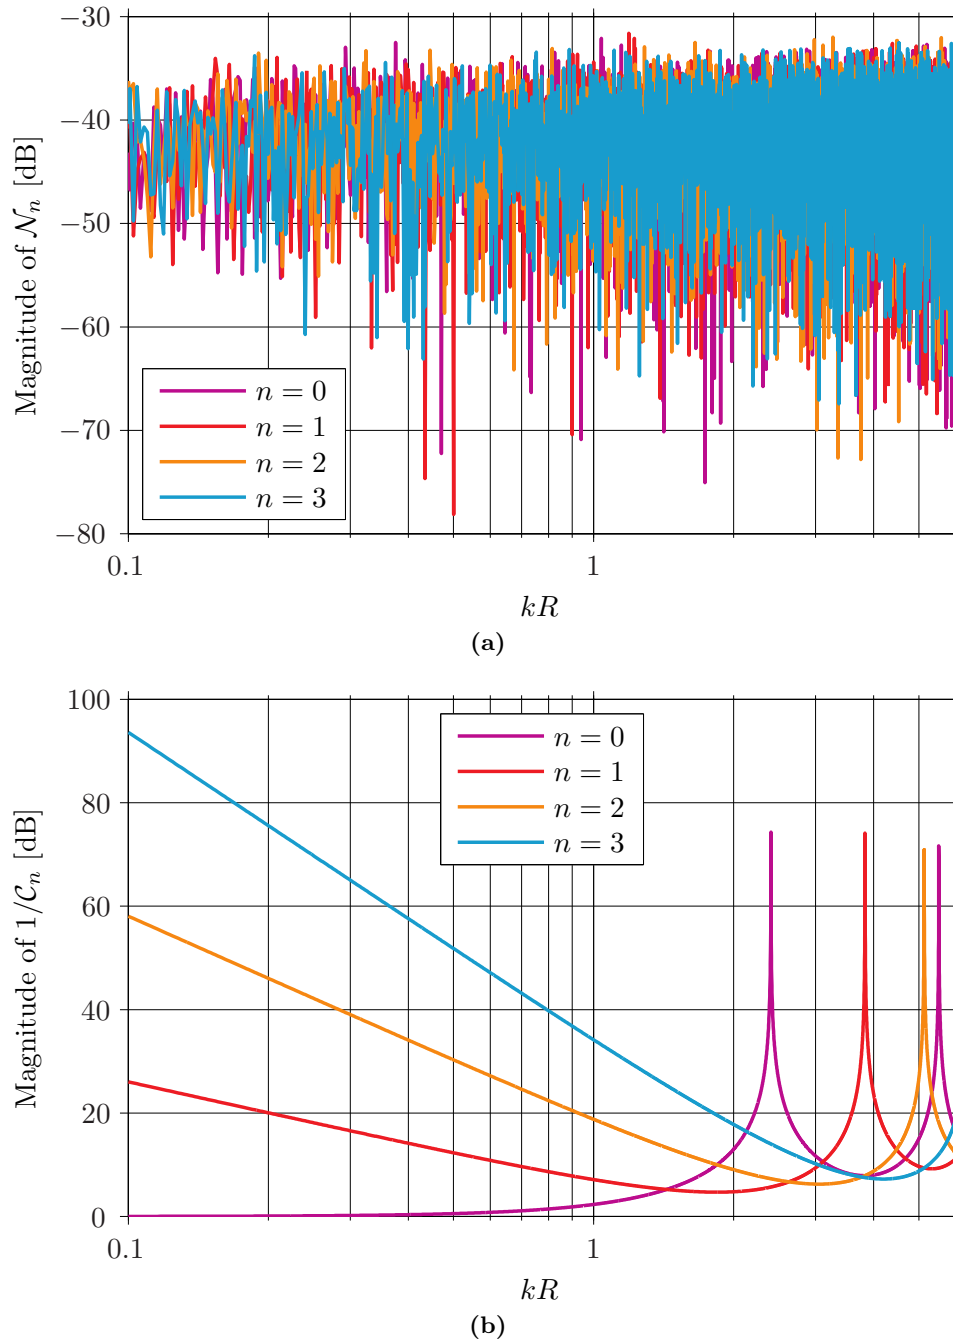 −30
−40
−50
−60
−70
−80
Magnitude of 𝒩ₙ [dB]
n = 0
n = 1
n = 2
n = 3
0.1
1
kR
(a)
100
80
60
40
20
0
Magnitude of 1/𝒞ₙ [dB]
n = 0
n = 1
n = 2
n = 3
0.1
1
kR
(b)